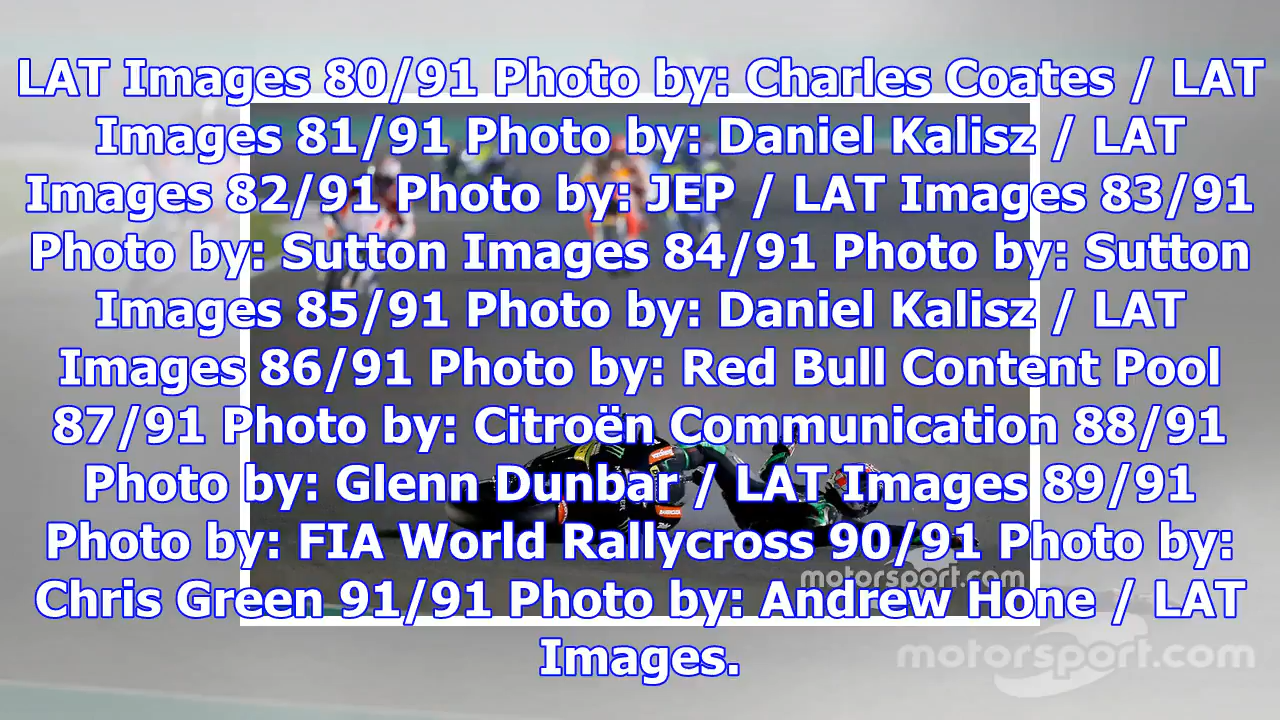 LAT Images 80/91 Photo by: Charles Coates / LAT
Images 81/91 Photo by: Daniel Kalisz / LAT
Images 82/91 Photo by: JEP / LAT Images 83/91
Photo by: Sutton Images 84/91 Photo by: Sutton
Images 85/91 Photo by: Daniel Kalisz / LAT
Images 86/91 Photo by: Red Bull Content Pool
87/91 Photo by: Citroën Communication 88/91
Photo by: Glenn Dunbar / LAT Images 89/91
Photo by: FIA World Rallycross 90/91 Photo by:
Chris Green 91/91 Photo by: Andrew Hone / LAT
Images.
motorsport.com
motorsport.com